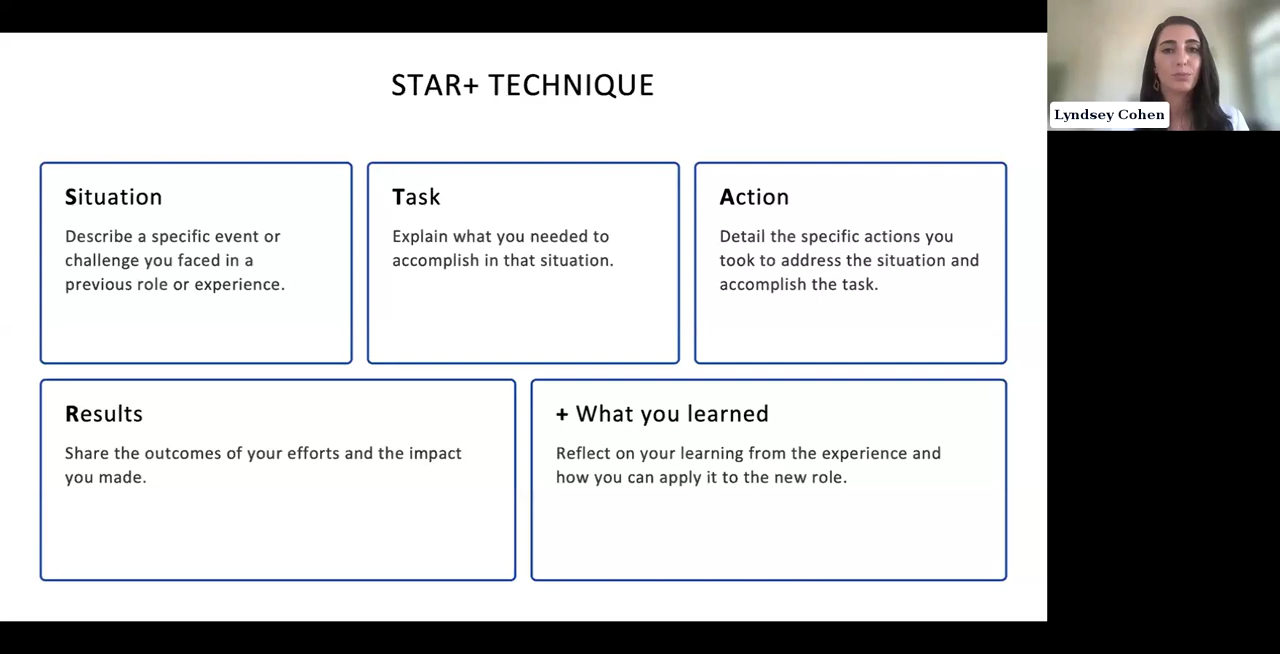 STAR+ TECHNIQUE
Lyndsey Cohen
Situation
Describe a specific event or
challenge you faced in a
previous role or experience.
Task
Explain what you needed to
accomplish in that situation.
Action
Detail the specific actions you
took to address the situation and
accomplish the task.
Results
Share the outcomes of your efforts and the impact
you made.
+ What you learned
Reflect on your learning from the experience and
how you can apply it to the new role.